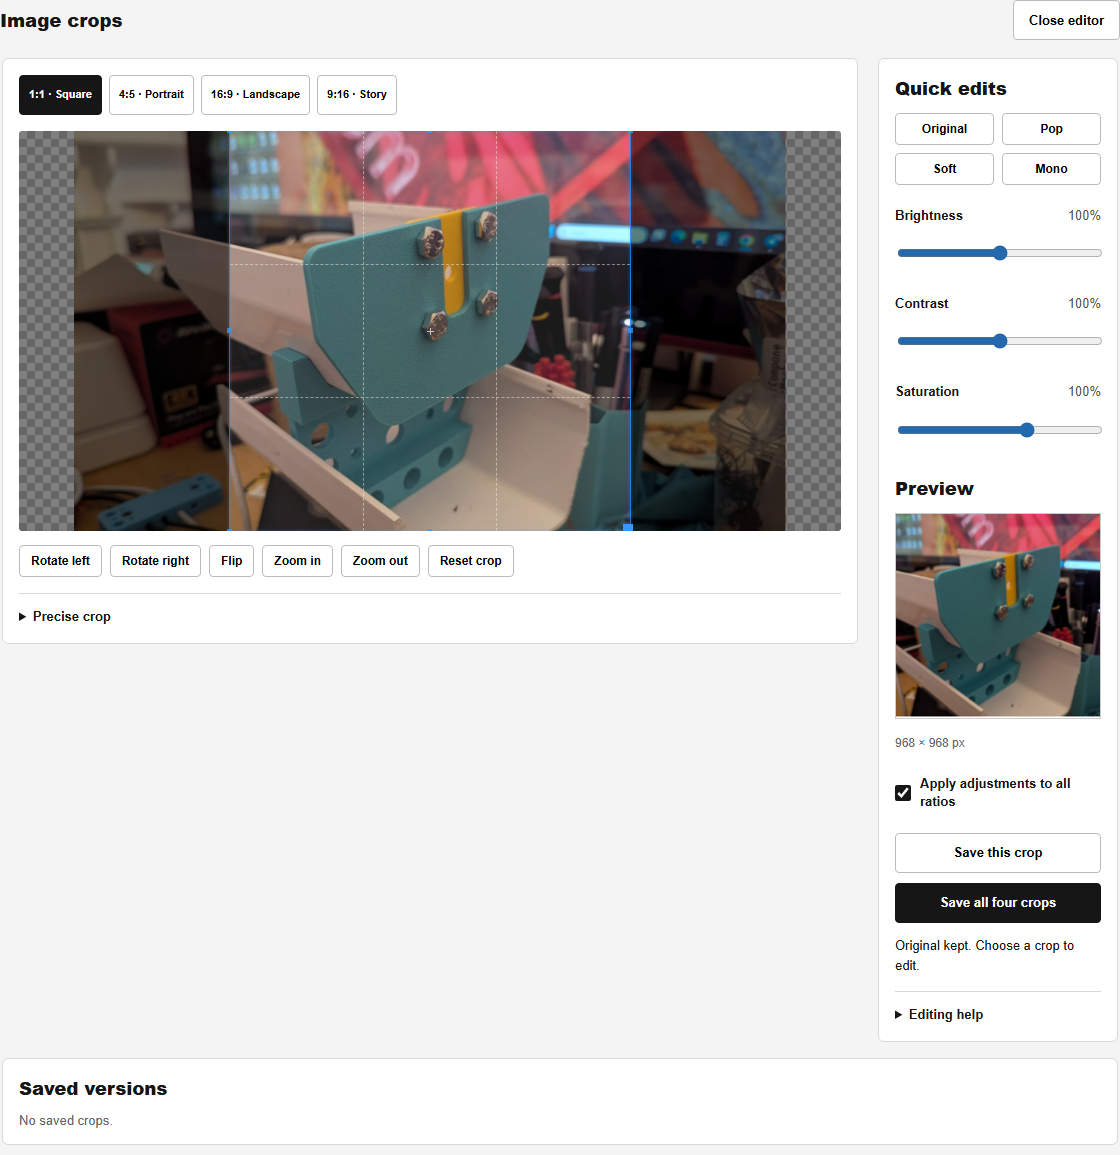 Image crops
Close editor
1:1 · Square
4:5 · Portrait
16:9 · Landscape
9:16 · Story
Rotate left
Rotate right
Flip
Zoom in
Zoom out
Reset crop
Precise crop
Quick edits
Original
Pop
Soft
Mono
Brightness
100%
Contrast
100%
Saturation
100%
Preview
968 × 968 px
Apply adjustments to all
ratios
Save this crop
Save all four crops
Original kept. Choose a crop to
edit.
Editing help
Saved versions
No saved crops.